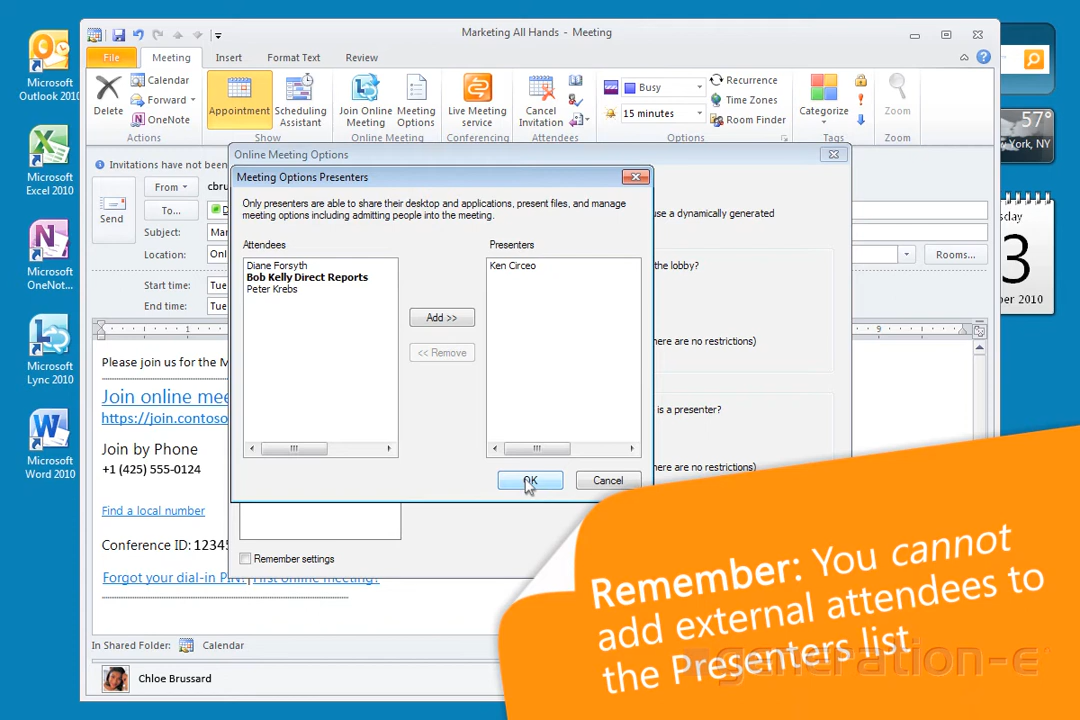 Marketing All Hands - Meeting
File
Meeting
Insert
Format Text
Review
Delete
Calendar
Forward
OneNote
Actions
Appointment
Scheduling
Assistant
Show
Join Online
Meeting
Meeting
Options
Online Meeting
Live Meeting
service
Conferencing
Cancel
Invitation
Attendees
Busy
15 minutes
Recurrence
Time Zones
Room Finder
Options
Categorize
Tags
Zoom
Zoom
Microsoft
Outlook 2010
Microsoft
Excel 2010
Microsoft
OneNot...
Microsoft
Lync 2010
Microsoft
Word 2010
57°
York, NY
sday
3
ber 2010
Invitations have not been
Send
From
cbru
To...
Subject:
Mar
Location:
Onl
Rooms...
Start time:
Tue
End time:
Tue
Online Meeting Options
use a dynamically generated
the lobby?
here are no restrictions)
is a presenter?
here are no restrictions)
Remember settings
Meeting Options Presenters
Only presenters are able to share their desktop and applications, present files, and manage
meeting options including admitting people into the meeting.
Attendees
Diane Forsyth
Bob Kelly Direct Reports
Peter Krebs
Add >>
<< Remove
Presenters
Ken Circeo
OK
Cancel
1
9
Please join us for the M
Join online mee
https://join.contoso
Join by Phone
+1 (425) 555-0124
Find a local number
Conference ID: 12345
Forgot your dial-in PIN? | First online meeting?
In Shared Folder:
Calendar
Chloe Brussard
Remember: You cannot
add external attendees to
the Presenters list
generation-e